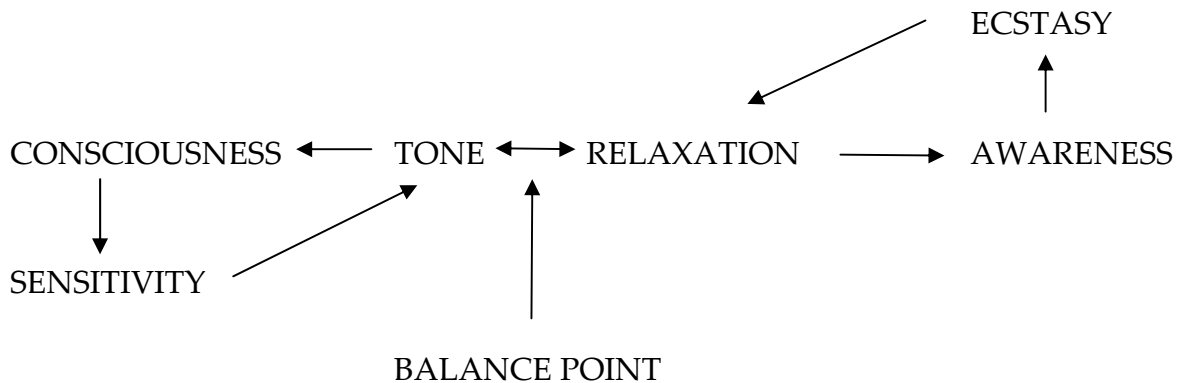 ECSTASY
CONSCIOUSNESS TONE RELAXATION AWARENESS
SENSITIVITY
BALANCE POINT